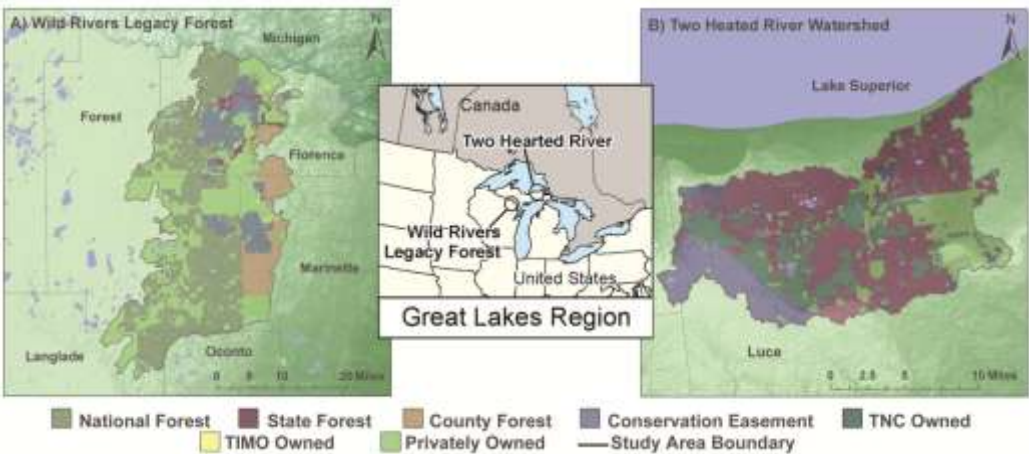 A) Wild Rivers Legacy Forest
N
Michigan
Forest
Florence
Marinette
Langlade
Oconto
0 5 10 20 Miles
Canada
Two Hearted River
Wild Rivers
Legacy Forest
United States
Great Lakes Region
B) Two Heated River Watershed
N
Lake Superior
Luce
0 2.5 5 10 Miles
National Forest State Forest County Forest Conservation Easement TNC Owned
TIMO Owned Privately Owned Study Area Boundary